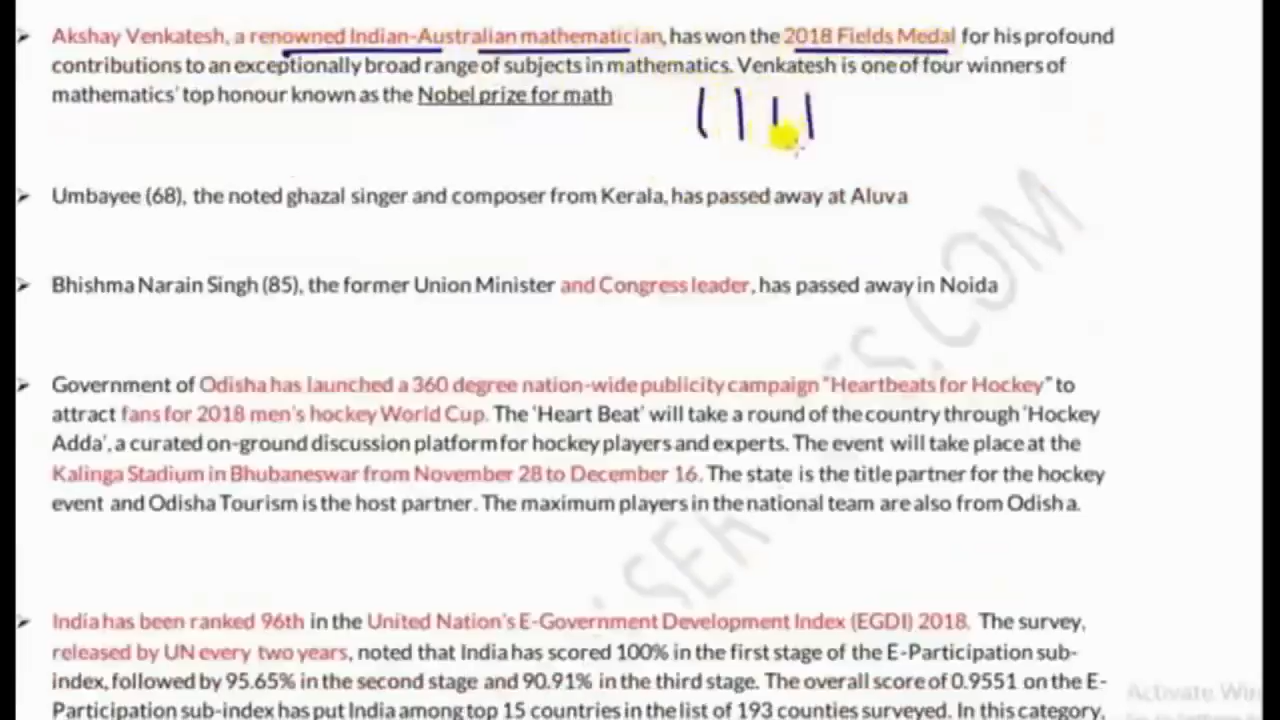 Akshay Venkatesh, a renowned Indian-Australian mathematician, has won the 2018 Fields Medal for his profound
contributions to an exceptionally broad range of subjects in mathematics. Venkatesh is one of four winners of
mathematics' top honour known as the Nobel prize for math
Umbayee (68), the noted ghazal singer and composer from Kerala, has passed away at Aluva
Bhishma Narain Singh (85), the former Union Minister and Congress leader, has passed away in Noida
Government of Odisha has launched a 360 degree nation-wide publicity campaign "Heartbeats for Hockey" to
attract fans for 2018 men's hockey World Cup. The 'Heart Beat' will take a round of the country through 'Hockey
Adda', a curated on-ground discussion platform for hockey players and experts. The event will take place at the
Kalinga Stadium in Bhubaneswar from November 28 to December 16. The state is the title partner for the hockey
event and Odisha Tourism is the host partner. The maximum players in the national team are also from Odisha.
India has been ranked 96th in the United Nation's E-Government Development Index (EGDI) 2018. The survey,
released by UN every two years, noted that India has scored 100% in the first stage of the E-Participation sub-
index, followed by 95.65% in the second stage and 90.91% in the third stage. The overall score of 0.9551 on the E-
Participation sub-index has put India among top 15 countries in the list of 193 counties surveyed. In this category,
Activate Win